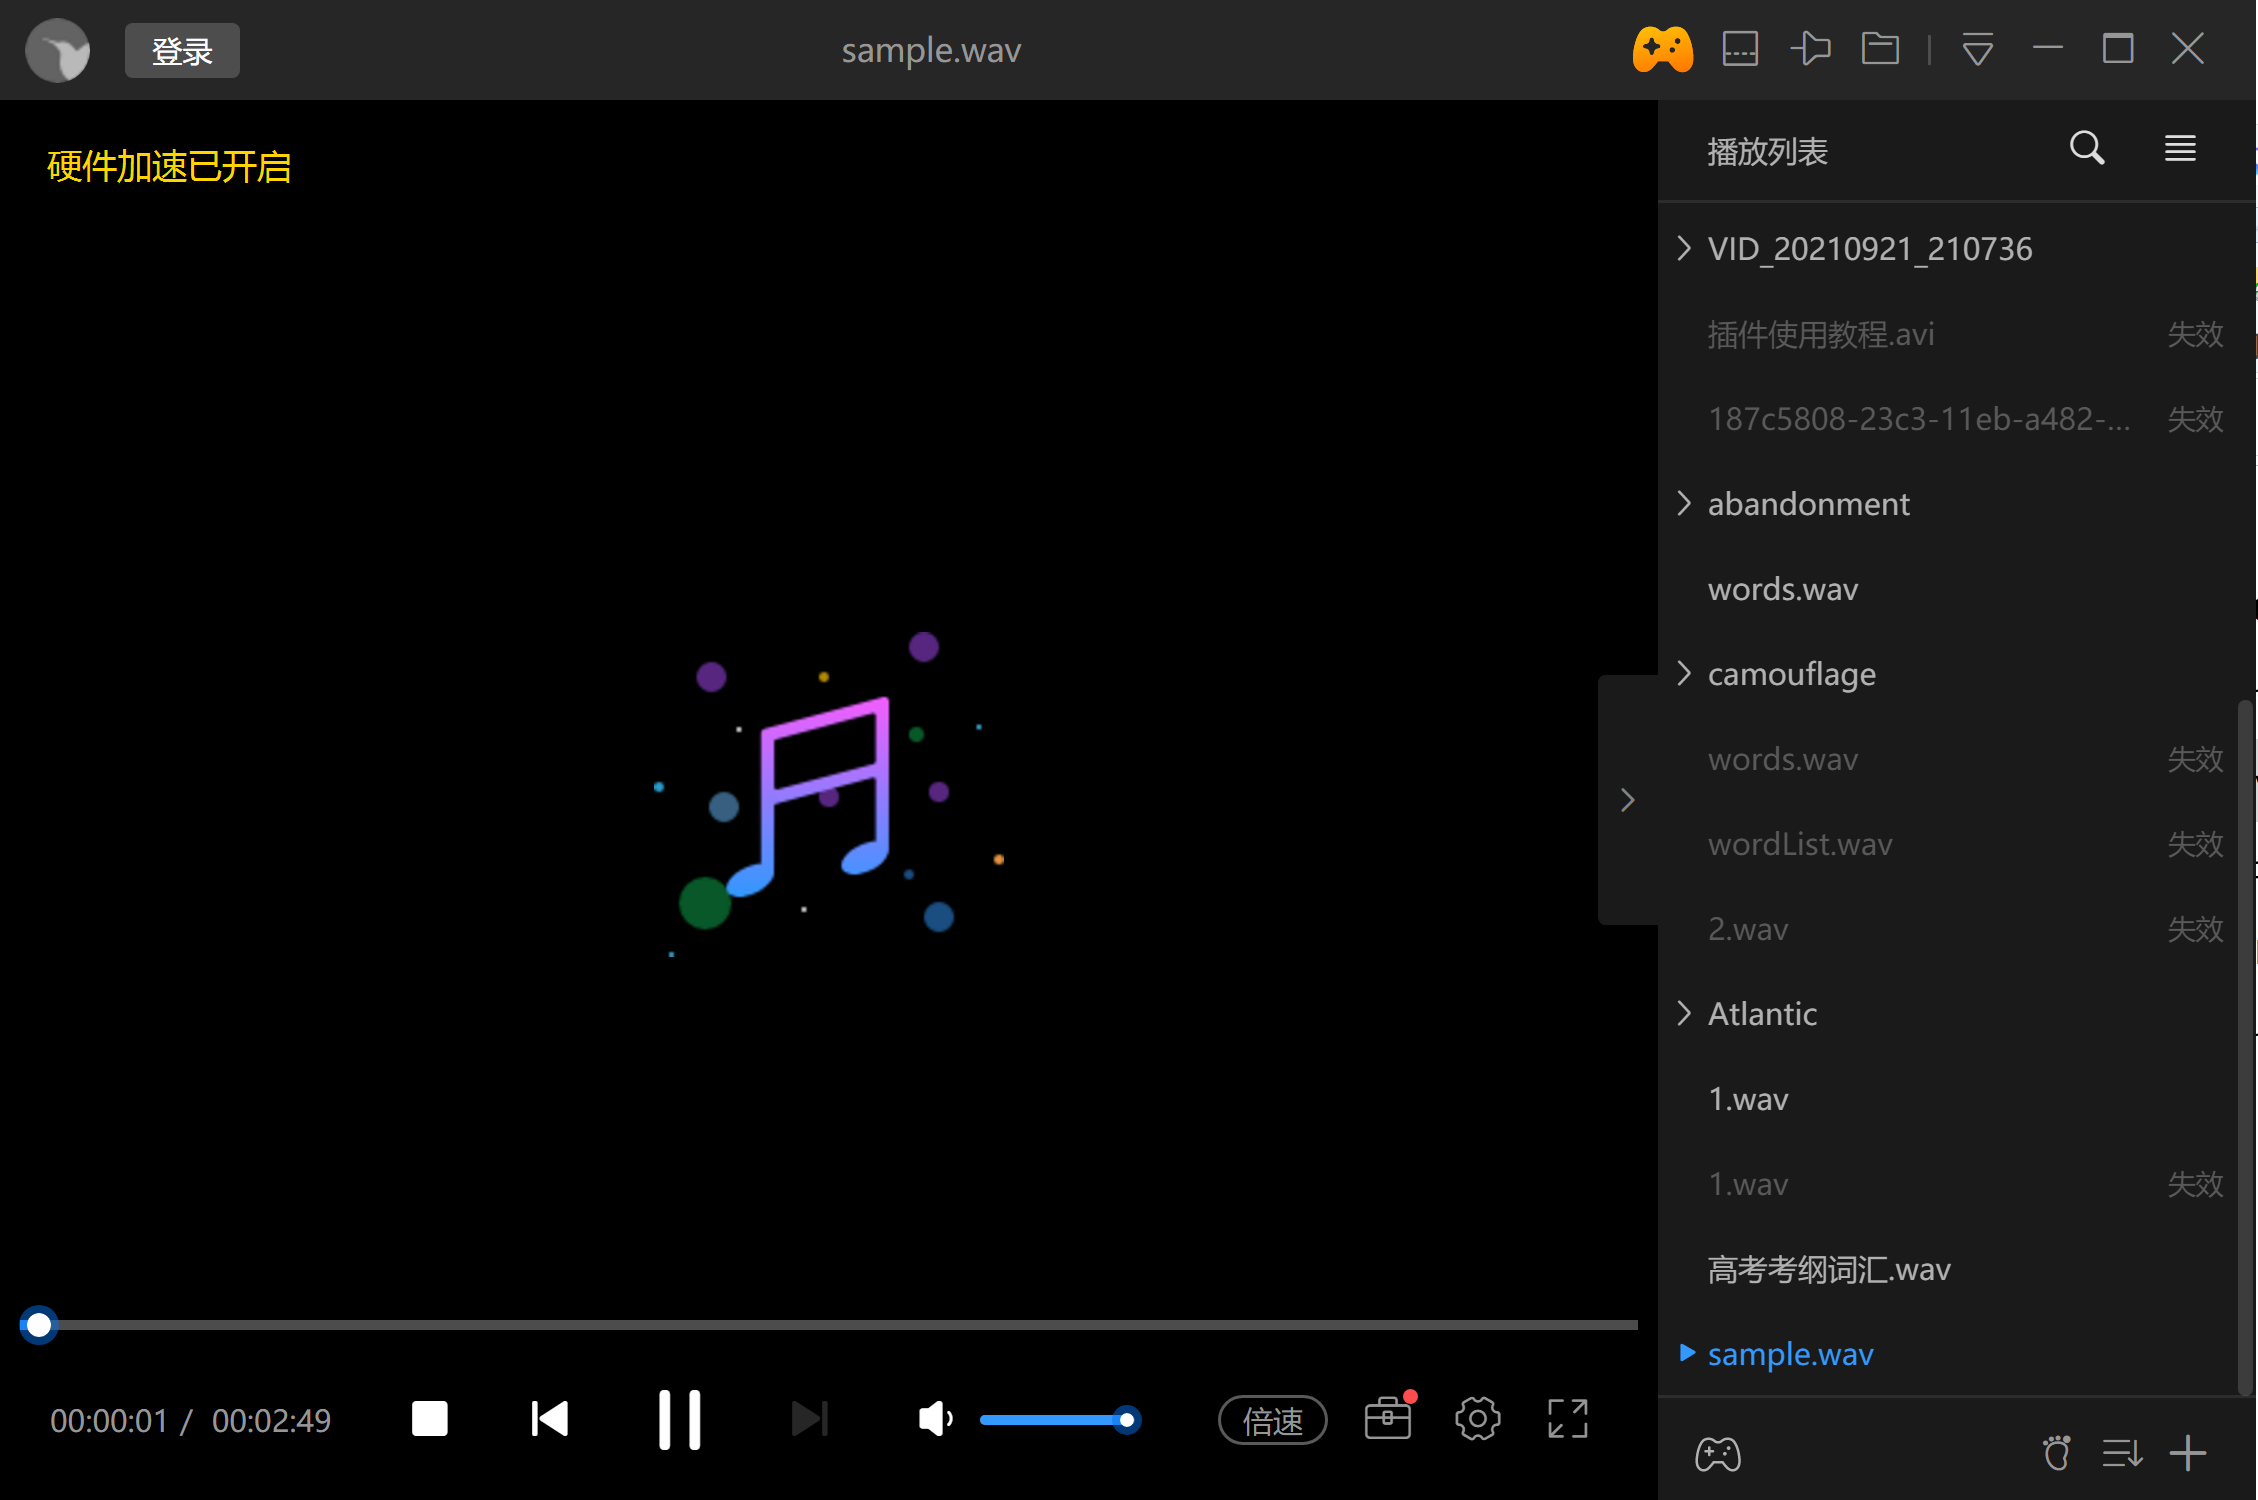 登录
sample.wav
硬件加速已开启
播放列表
VID_20210921_210736
插件使用教程.avi 失效
187c5808-23c3-11eb-a482-... 失效
abandonment
words.wav
camouflage
words.wav 失效
wordList.wav 失效
2.wav 失效
Atlantic
1.wav
1.wav 失效
高考考纲词汇.wav
sample.wav
00:00:01 / 00:02:49
倍速